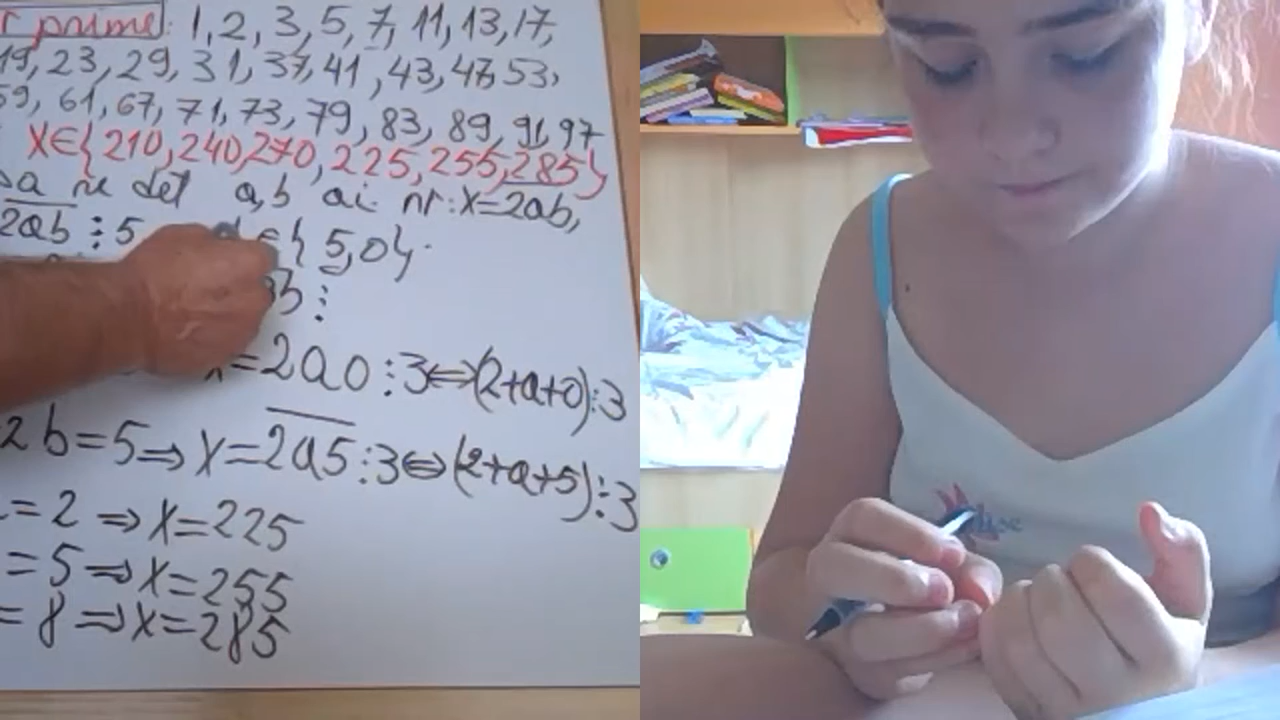 r prime: 1, 2, 3, 5, 7, 11, 13, 17,
19, 23, 29, 31, 37, 41, 43, 47, 53,
59, 61, 67, 71, 73, 79, 83, 89, 91, 97
X∈{210, 240, 270, 225, 255, 285}
det a,b ai nr: x=2ab,
2ab ⋮ 5 ∈{5,0}.
⋮
=2a0 ⋮ 3⇔(2+a+0) ⋮ 3
2 b=5⇒ x=2a5 ⋮ 3⇔(2+a+5) ⋮ 3
=2 ⇒ x=225
=5 ⇒ x=255
=8 ⇒ x=285